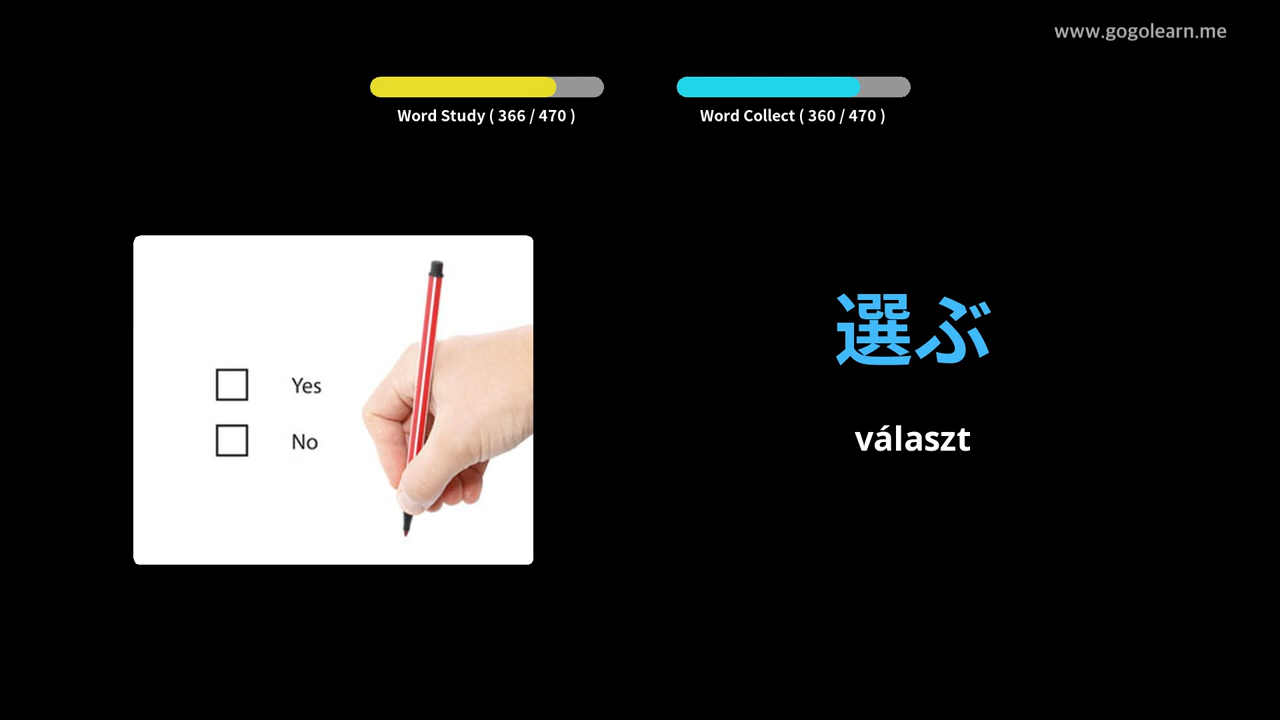 www.gogolearn.me
Word Study ( 366 / 470 )
Word Collect ( 360 / 470 )
Yes
No
選ぶ
választ